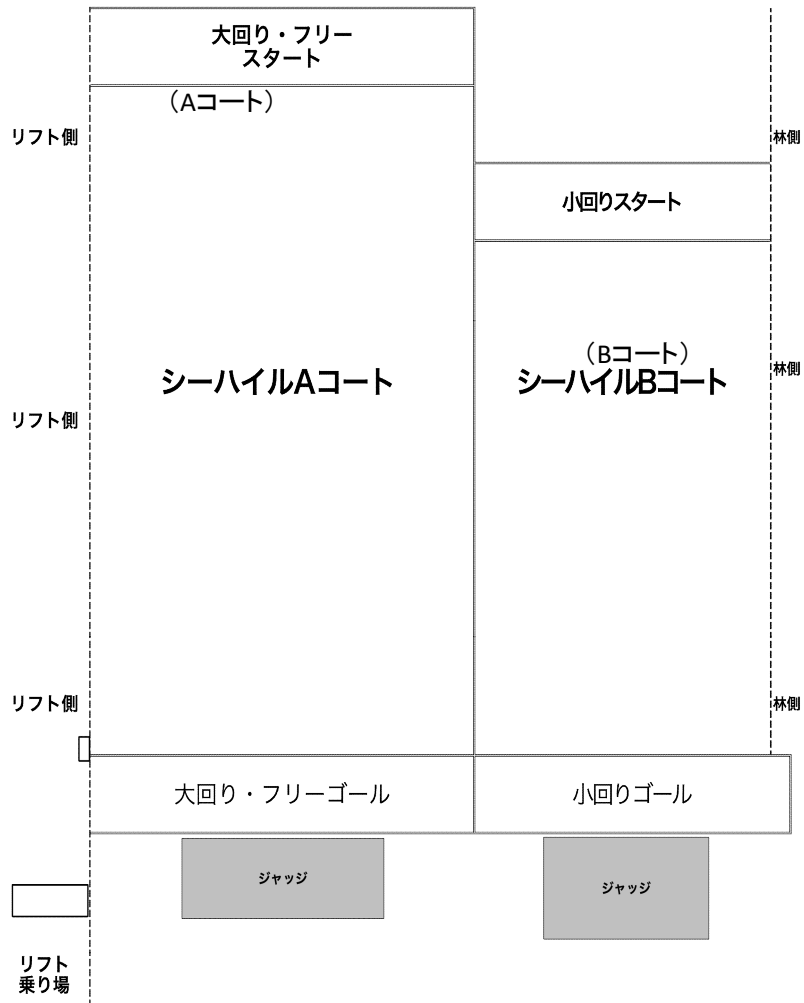 大回り・フリー
スタート
（Aコート）
リフト側
林側
小回りスタート
（Bコート）
シーハイルAコート
シーハイルBコート
林側
リフト側
リフト側
林側
大回り・フリーゴール
小回りゴール
ジャッジ
ジャッジ
リフト
乗り場